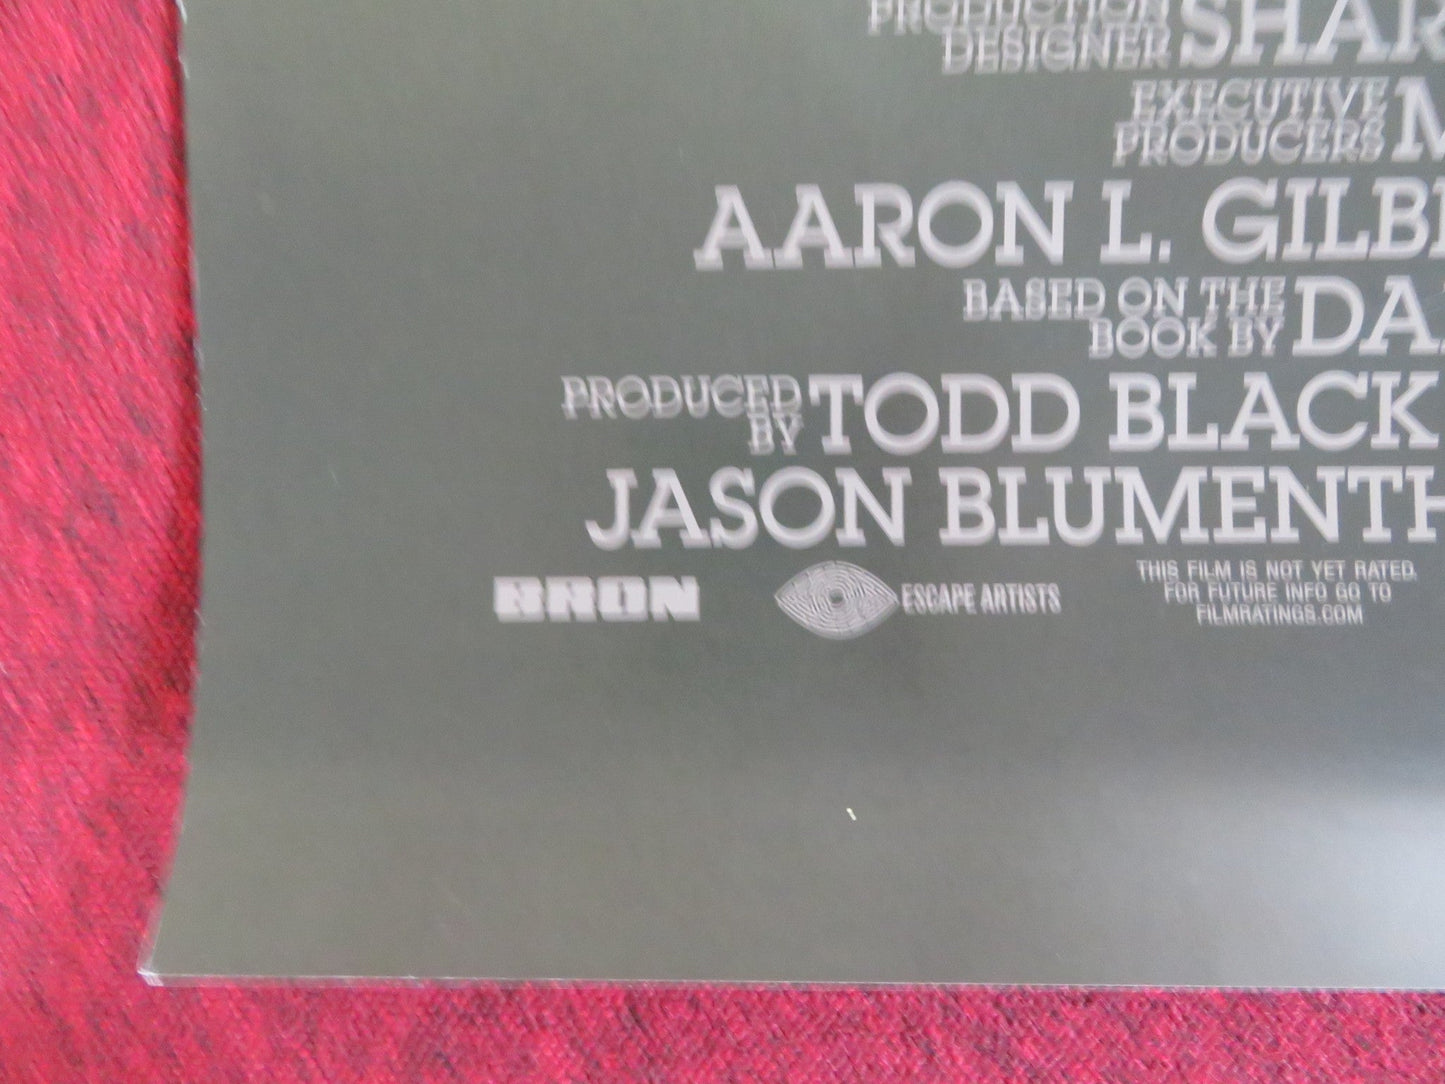 PRODUCTION
DESIGNER SHAR
EXECUTIVE
PRODUCERS M
AARON L. GILB
BASED ON THE
BOOK BY DA
PRODUCED
BY TODD BLACK
JASON BLUMENTH
BRON ESCAPE ARTISTS
THIS FILM IS NOT YET RATED.
FOR FUTURE INFO GO TO
FILMRATINGS.COM